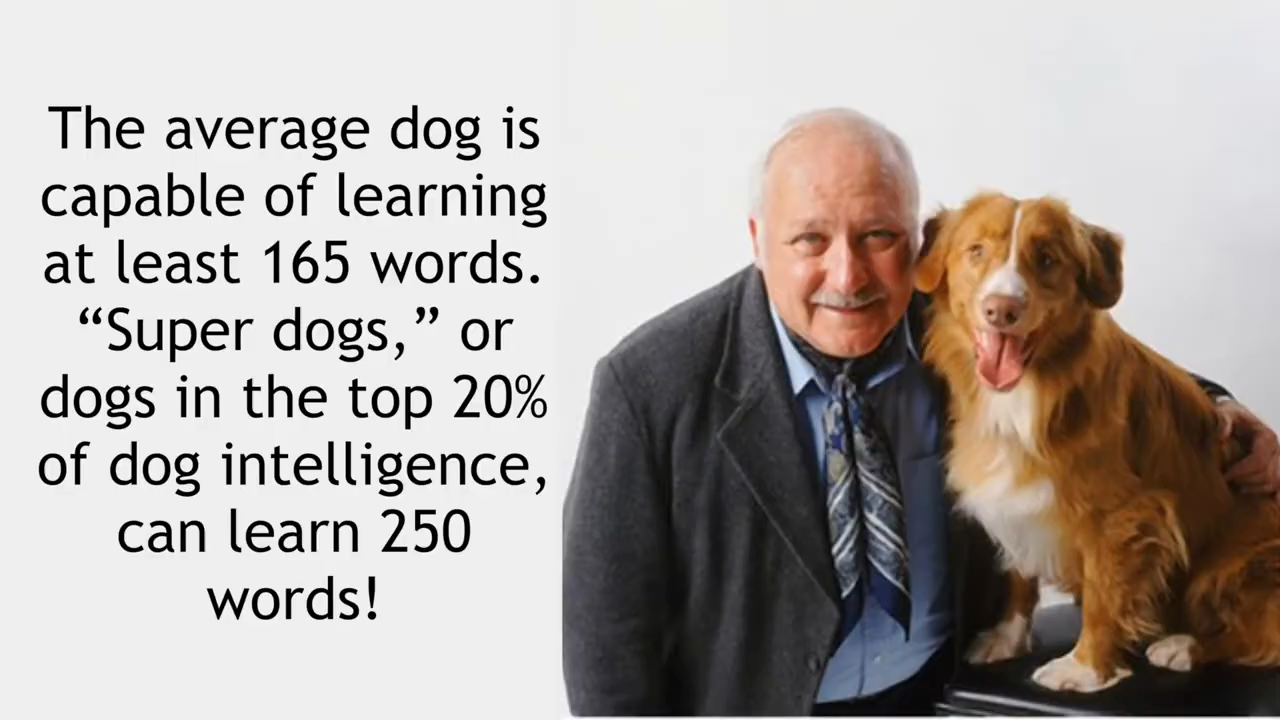 The average dog is
capable of learning
at least 165 words.
“Super dogs,” or
dogs in the top 20%
of dog intelligence,
can learn 250
words!